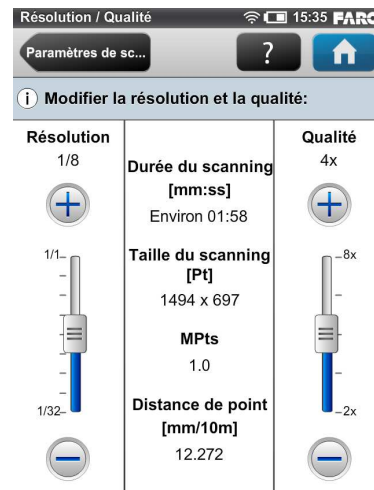 Résolution / Qualité 15:35 FARO
Paramètres de sc...
?
i Modifier la résolution et la qualité:
Résolution
1/8
1/1
1/32
Durée du scanning
[mm:ss]
Environ 01:58
Taille du scanning
[Pt]
1494 x 697
MPts
1.0
Distance de point
[mm/10m]
12.272
Qualité
4x
8x
2x